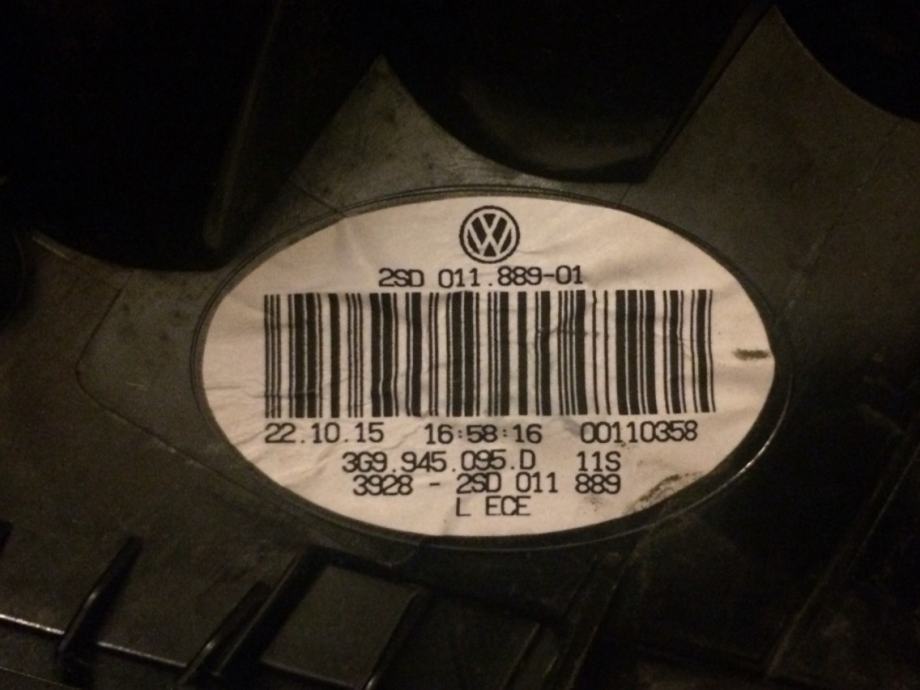 VW
2SD 011.889-01
22.10.15 16:58:16 00110358
3G9.945.095.D 11S
3928 - 2SD 011 889
L ECE